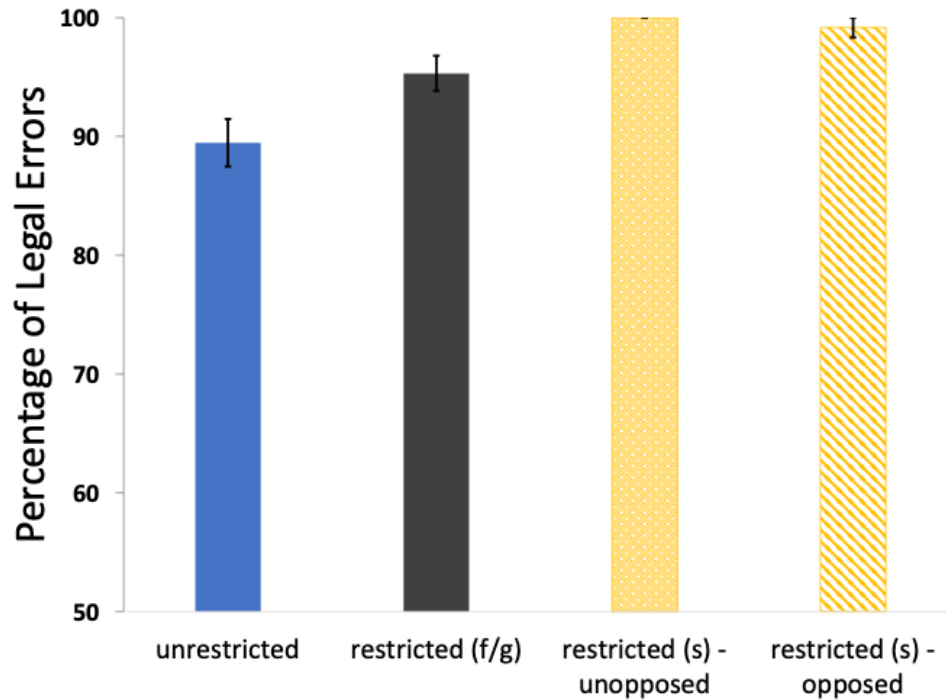 Percentage of Legal Errors
100
90
80
70
60
50
unrestricted
restricted (f/g)
restricted (s) -
unopposed
restricted (s) -
opposed